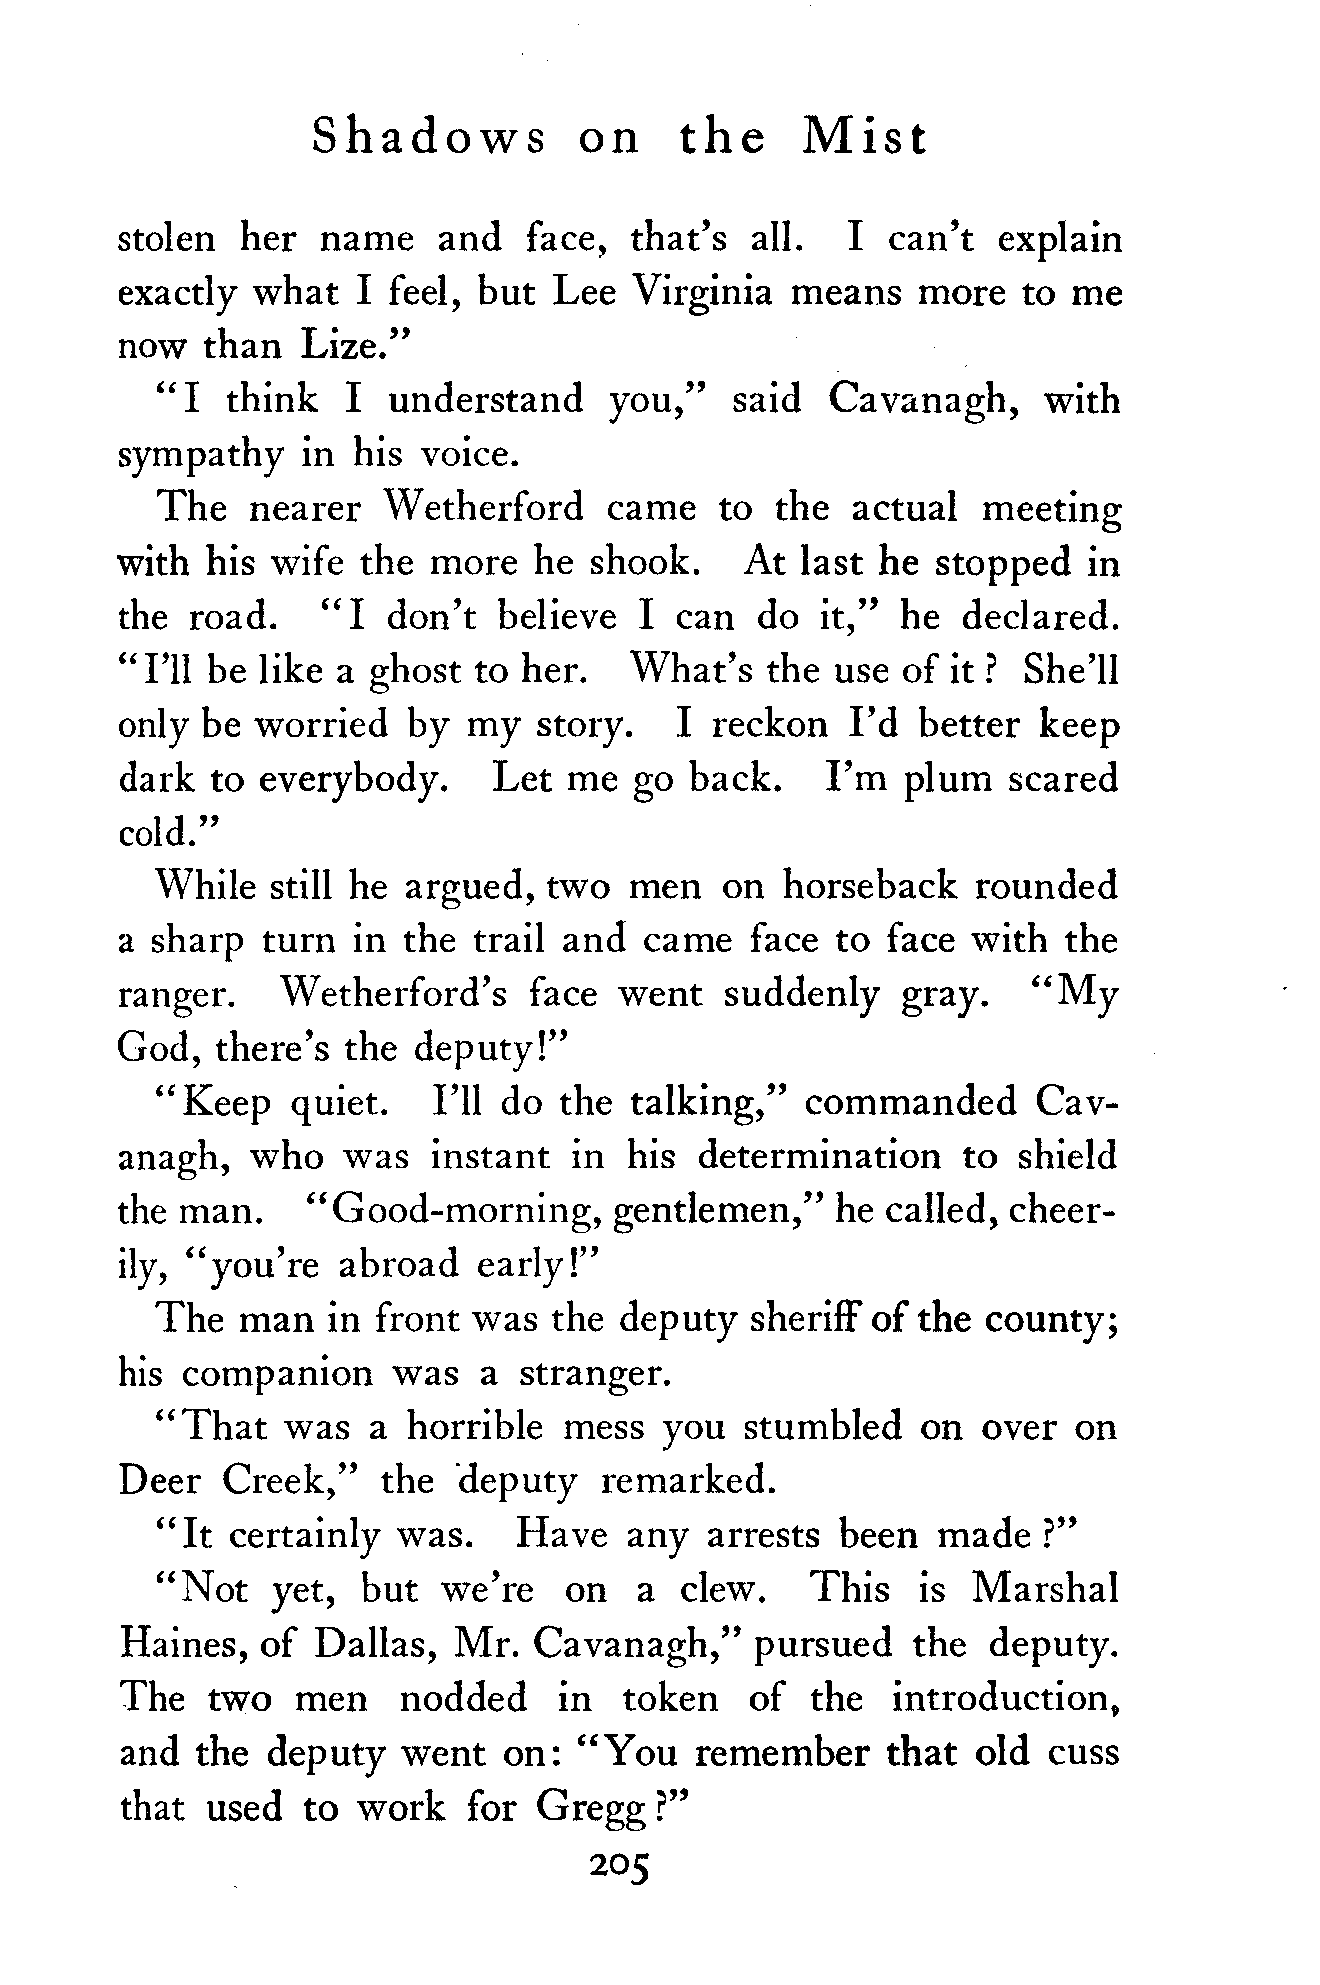 Shadows on the Mist
stolen her name and face, that's all. I can't explain
exactly what I feel, but Lee Virginia means more to me
now than Lize."
"I think I understand you," said Cavanagh, with
sympathy in his voice.
The nearer Wetherford came to the actual meeting
with his wife the more he shook. At last he stopped in
the road. "I don't believe I can do it," he declared.
"I'll be like a ghost to her. What's the use of it? She'll
only be worried by my story. I reckon I'd better keep
dark to everybody. Let me go back. I'm plum scared
cold."
While still he argued, two men on horseback rounded
a sharp turn in the trail and came face to face with the
ranger. Wetherford's face went suddenly gray. "My
God, there's the deputy!"
"Keep quiet. I'll do the talking," commanded Cav-
anagh, who was instant in his determination to shield
the man. "Good-morning, gentlemen," he called, cheer-
ily, "you're abroad early!"
The man in front was the deputy sheriff of the county;
his companion was a stranger.
"That was a horrible mess you stumbled on over on
Deer Creek," the deputy remarked.
"It certainly was. Have any arrests been made?"
"Not yet, but we're on a clew. This is Marshal
Haines, of Dallas, Mr. Cavanagh," pursued the deputy.
The two men nodded in token of the introduction,
and the deputy went on: "You remember that old cuss
that used to work for Gregg?"
205